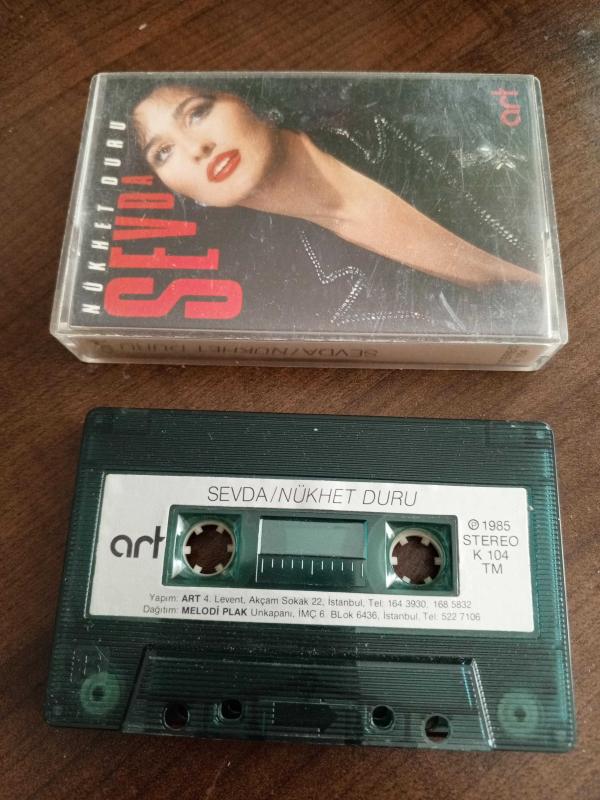 NÜKHET DURU
SEVDA
art
SEVDA/NÜKHET DURU
SEVDA/NÜKHET DURU
art
℗ 1985
STEREO
K 104
TM
Yapım: ART 4. Levent, Akçam Sokak 22, İstanbul, Tel: 164 3930, 168 5832
Dağıtım: MELODİ PLAK Unkapanı, İMÇ 6. BLok 6436, İstanbul, Tel: 522 7106